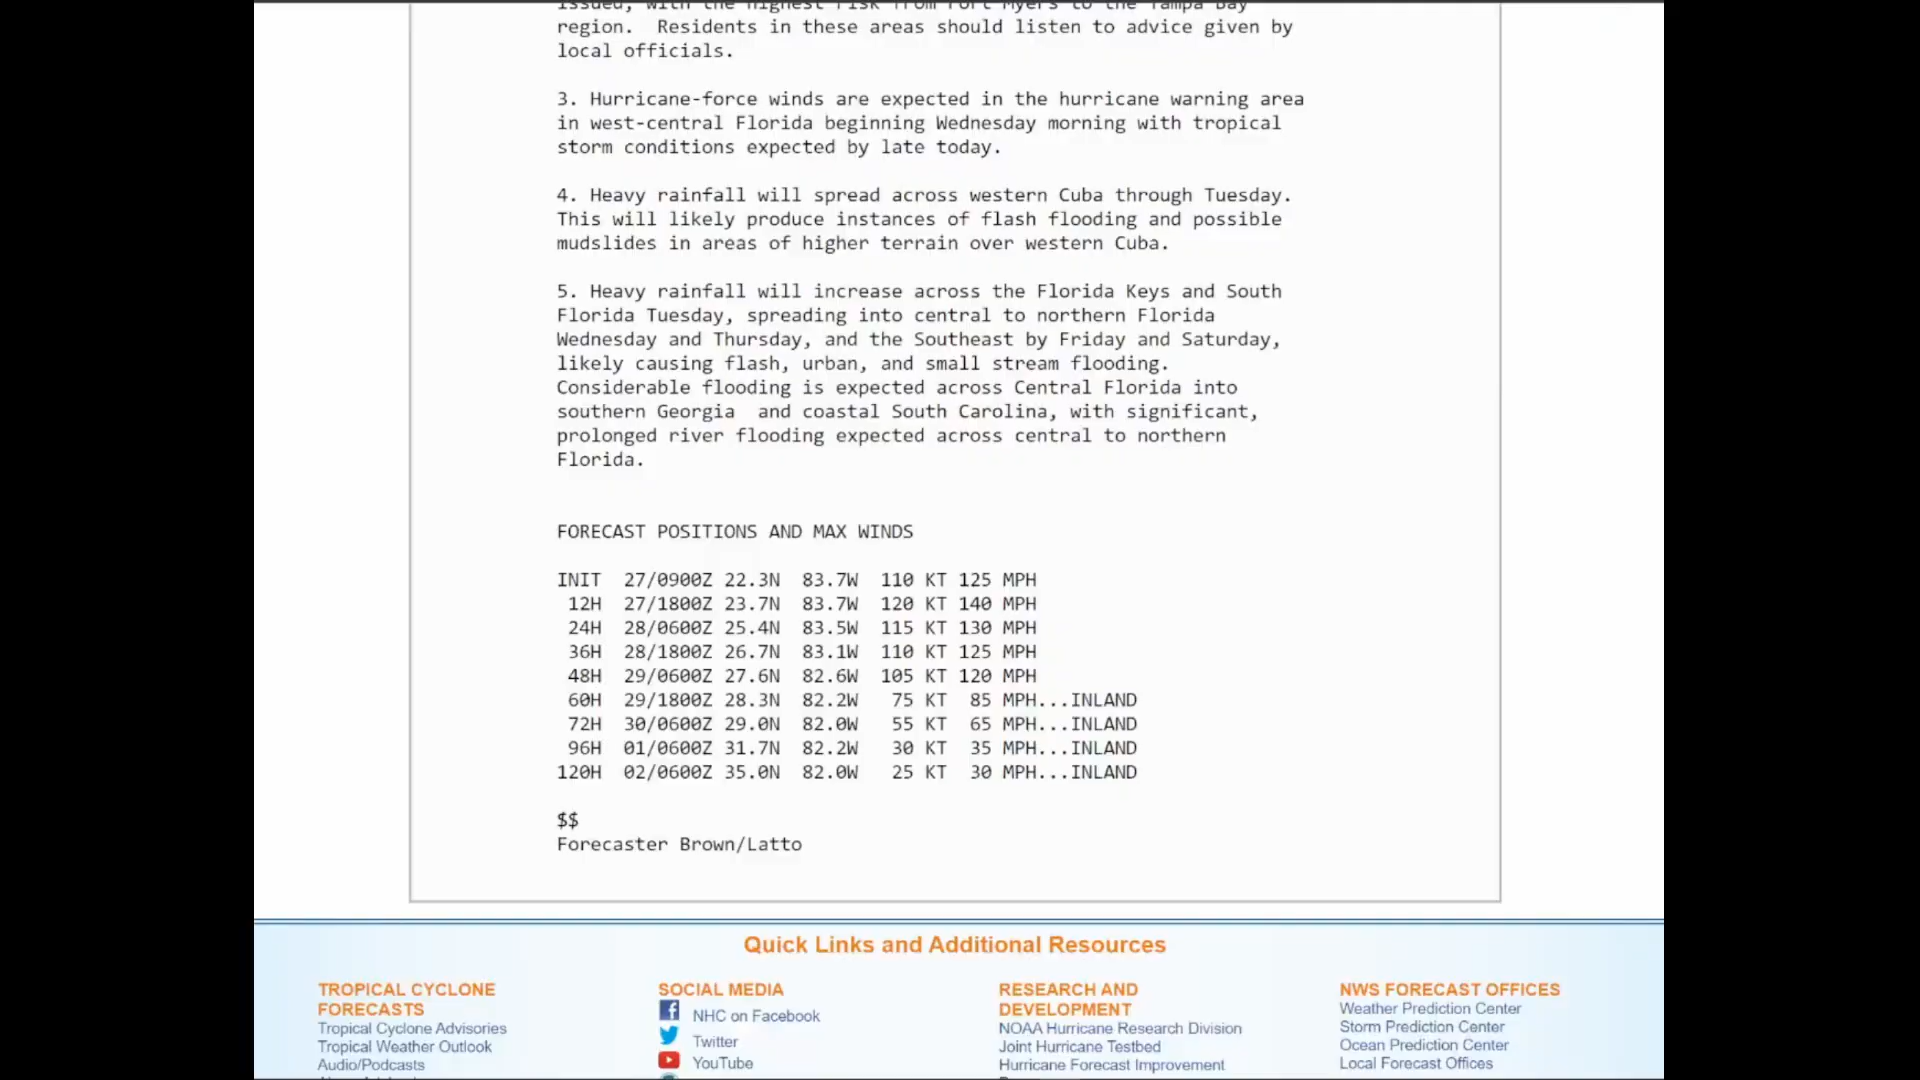 issued, with the highest risk from Fort Myers to the Tampa Bay
region.  Residents in these areas should listen to advice given by
local officials.
3. Hurricane-force winds are expected in the hurricane warning area
in west-central Florida beginning Wednesday morning with tropical
storm conditions expected by late today.
4. Heavy rainfall will spread across western Cuba through Tuesday.
This will likely produce instances of flash flooding and possible
mudslides in areas of higher terrain over western Cuba.
5. Heavy rainfall will increase across the Florida Keys and South
Florida Tuesday, spreading into central to northern Florida
Wednesday and Thursday, and the Southeast by Friday and Saturday,
likely causing flash, urban, and small stream flooding.
Considerable flooding is expected across Central Florida into
southern Georgia  and coastal South Carolina, with significant,
prolonged river flooding expected across central to northern
Florida.
FORECAST POSITIONS AND MAX WINDS
INIT  27/0900Z 22.3N  83.7W  110 KT 125 MPH
12H  27/1800Z 23.7N  83.7W  120 KT 140 MPH
24H  28/0600Z 25.4N  83.5W  115 KT 130 MPH
36H  28/1800Z 26.7N  83.1W  110 KT 125 MPH
48H  29/0600Z 27.6N  82.6W  105 KT 120 MPH
60H  29/1800Z 28.3N  82.2W   75 KT  85 MPH...INLAND
72H  30/0600Z 29.0N  82.0W   55 KT  65 MPH...INLAND
96H  01/0600Z 31.7N  82.2W   30 KT  35 MPH...INLAND
120H  02/0600Z 35.0N  82.0W   25 KT  30 MPH...INLAND
$$
Forecaster Brown/Latto
Quick Links and Additional Resources
TROPICAL CYCLONE
FORECASTS
Tropical Cyclone Advisories
Tropical Weather Outlook
Audio/Podcasts
SOCIAL MEDIA
NHC on Facebook
Twitter
YouTube
RESEARCH AND
DEVELOPMENT
NOAA Hurricane Research Division
Joint Hurricane Testbed
Hurricane Forecast Improvement
NWS FORECAST OFFICES
Weather Prediction Center
Storm Prediction Center
Ocean Prediction Center
Local Forecast Offices